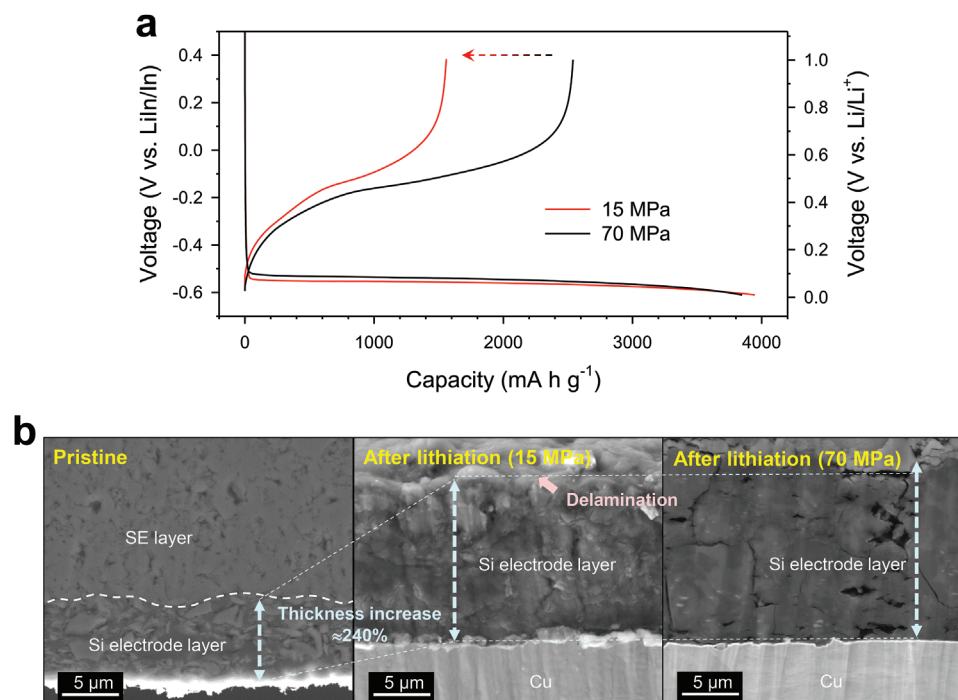 a
Voltage (V vs. LiIn/In)
0.4
0.2
0.0
-0.2
-0.4
-0.6
Voltage (V vs. Li/Li⁺)
1.0
0.8
0.6
0.4
0.2
0.0
15 MPa
70 MPa
0 1000 2000 3000 4000
Capacity (mA h g⁻¹)
b
Pristine
SE layer
Si electrode layer
Thickness increase
≈240%
5 µm
After lithiation (15 MPa)
Delamination
Si electrode layer
5 µm
Cu
After lithiation (70 MPa)
Si electrode layer
5 µm
Cu